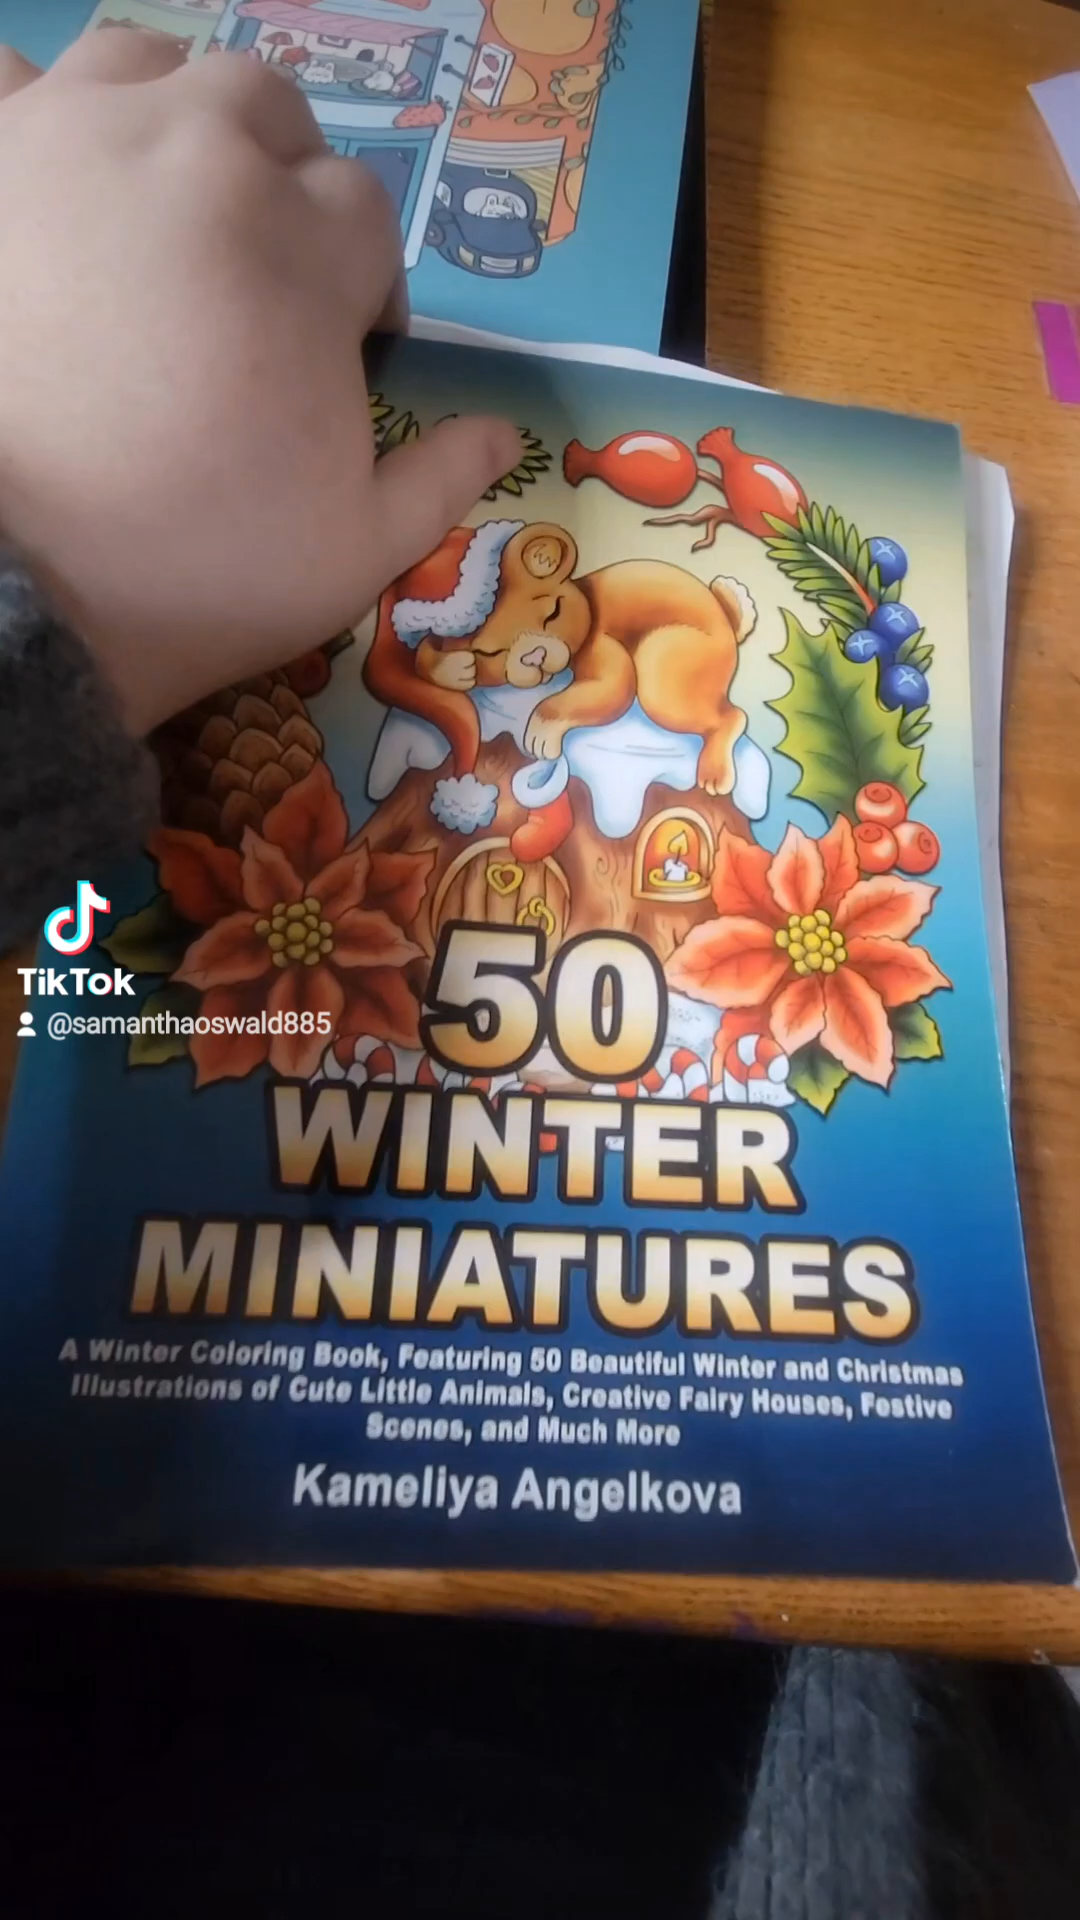 50
WINTER
MINIATURES
A Winter Coloring Book, Featuring 50 Beautiful Winter and Christmas
Illustrations of Cute Little Animals, Creative Fairy Houses, Festive
Scenes, and Much More
Kameliya Angelkova
TikTok
@samanthaoswald885